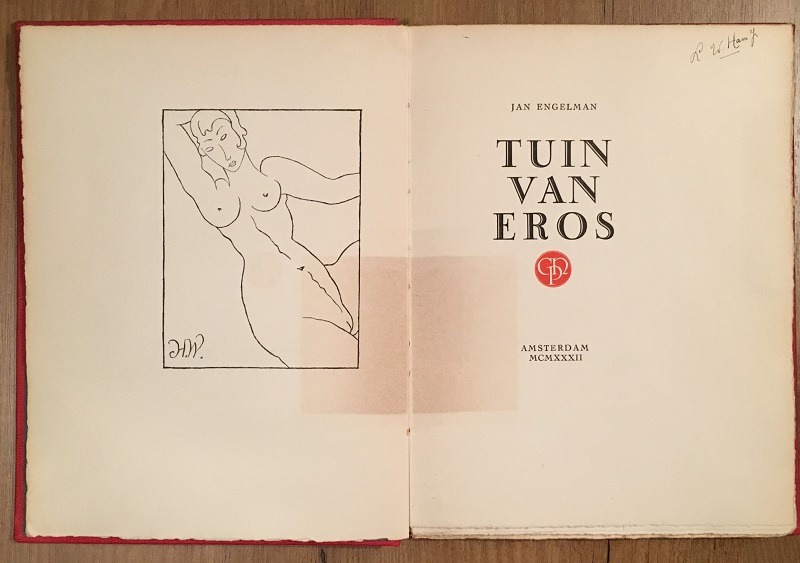 H.W.
JAN ENGELMAN
TUIN
VAN
EROS
AMSTERDAM
MCMXXXII